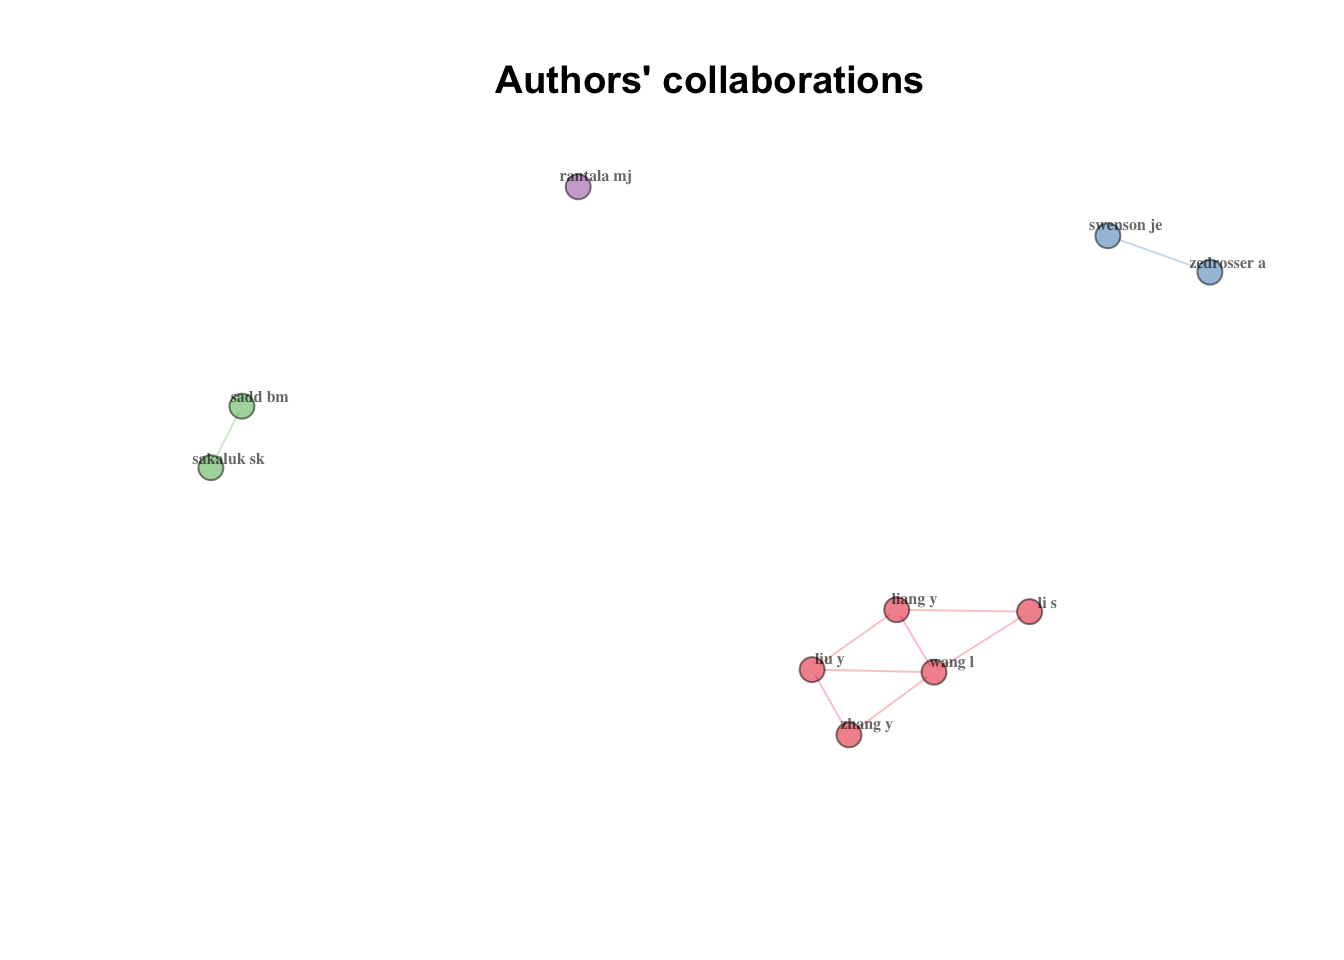 Authors' collaborations
rantala mj
swenson je
zedrosser a
sadd bm
sakaluk sk
liang y
li s
liu y
wang l
zhang y